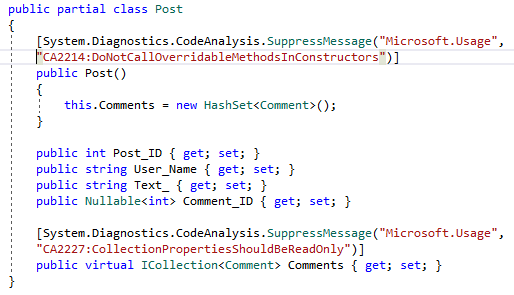 public partial class Post
{
[System.Diagnostics.CodeAnalysis.SuppressMessage("Microsoft.Usage",
"CA2214:DoNotCallOverridableMethodsInConstructors")]
public Post()
{
this.Comments = new HashSet<Comment>();
}
public int Post_ID { get; set; }
public string User_Name { get; set; }
public string Text_ { get; set; }
public Nullable<int> Comment_ID { get; set; }
[System.Diagnostics.CodeAnalysis.SuppressMessage("Microsoft.Usage",
"CA2227:CollectionPropertiesShouldBeReadOnly")]
public virtual ICollection<Comment> Comments { get; set; }
}